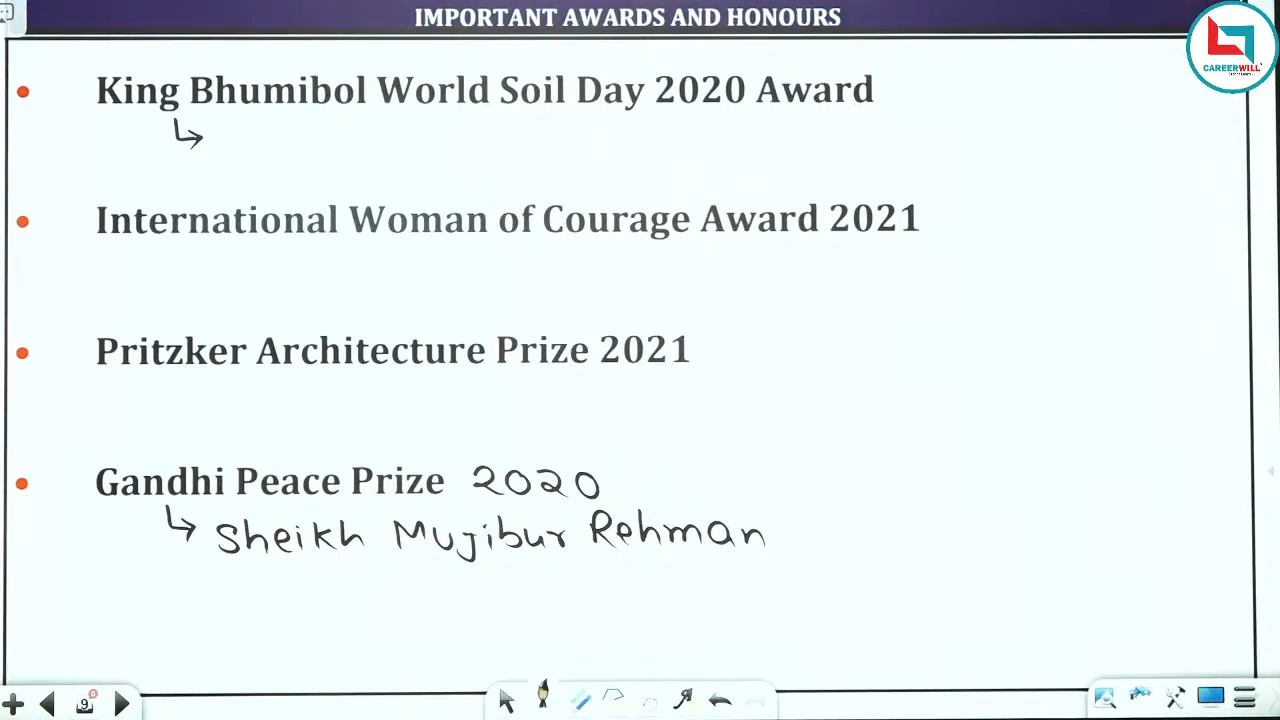 IMPORTANT AWARDS AND HONOURS
CAREERWILL
King Bhumibol World Soil Day 2020 Award
International Woman of Courage Award 2021
Pritzker Architecture Prize 2021
Gandhi Peace Prize 2020
Sheikh Mujibur Rehman
9